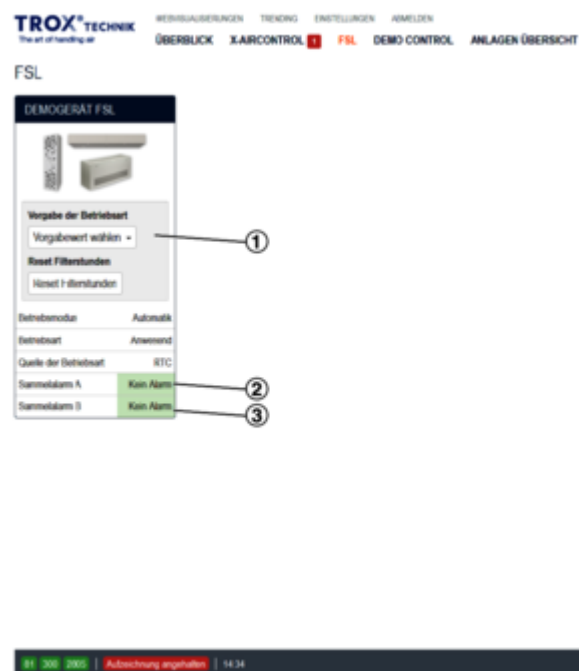 TROX® TECHNIK
The art of handling air
WEBVISUALISIERUNGEN TRENDING EINSTELLUNGEN ABMELDEN
ÜBERBLICK X-AIRCONTROL 1 FSL DEMO CONTROL ANLAGEN ÜBERSICHT
FSL
DEMOGERÄT FSL
Vorgabe der Betriebsart
Vorgabewert wählen
1
Reset Filterstunden
Reset Filterstunden
Betriebsmodus Automatik
Betriebsart Anwesend
Quelle der Betriebsart RTC
Sammelalarm A Kein Alarm
2
Sammelalarm B Kein Alarm
3
81 300 2805 | Aufzeichnung angehalten | 14:34